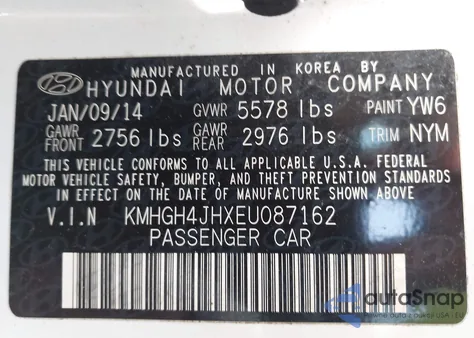 MANUFACTURED IN KOREA BY
HYUNDAI MOTOR COMPANY
JAN/09/14 GVWR 5578 lbs PAINT YW6
GAWR FRONT 2756 lbs GAWR REAR 2976 lbs TRIM NYM
THIS VEHICLE CONFORMS TO ALL APPLICABLE U.S.A. FEDERAL
MOTOR VEHICLE SAFETY, BUMPER, AND THEFT PREVENTION STANDARDS
IN EFFECT ON THE DATE OF MANUFACTURE SHOWN ABOVE.
V.I.N KMHGH4JHXEU087162
PASSENGER CAR
autoSnap